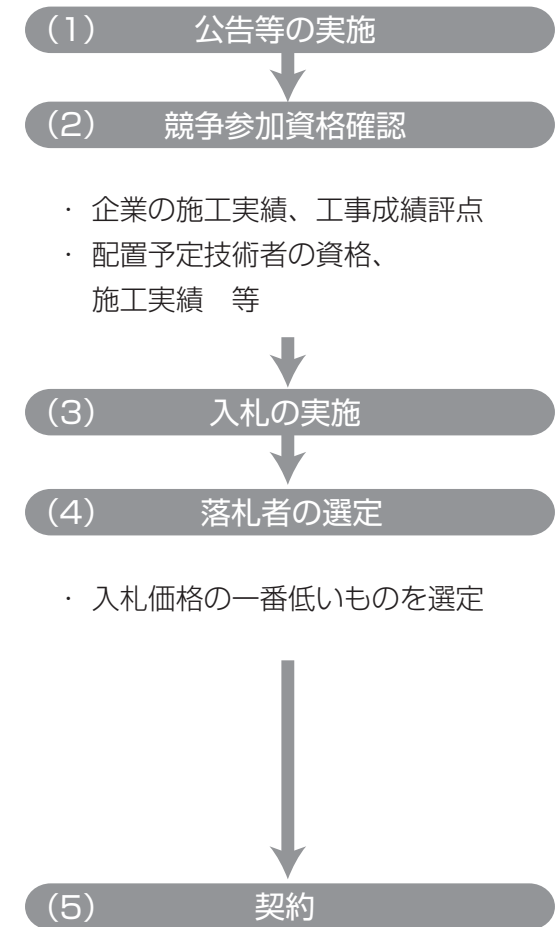 (1) 公告等の実施
(2) 競争参加資格確認
· 企業の施工実績、工事成績評点
· 配置予定技術者の資格、
施工実績　等
(3) 入札の実施
(4) 落札者の選定
· 入札価格の一番低いものを選定
(5) 契約